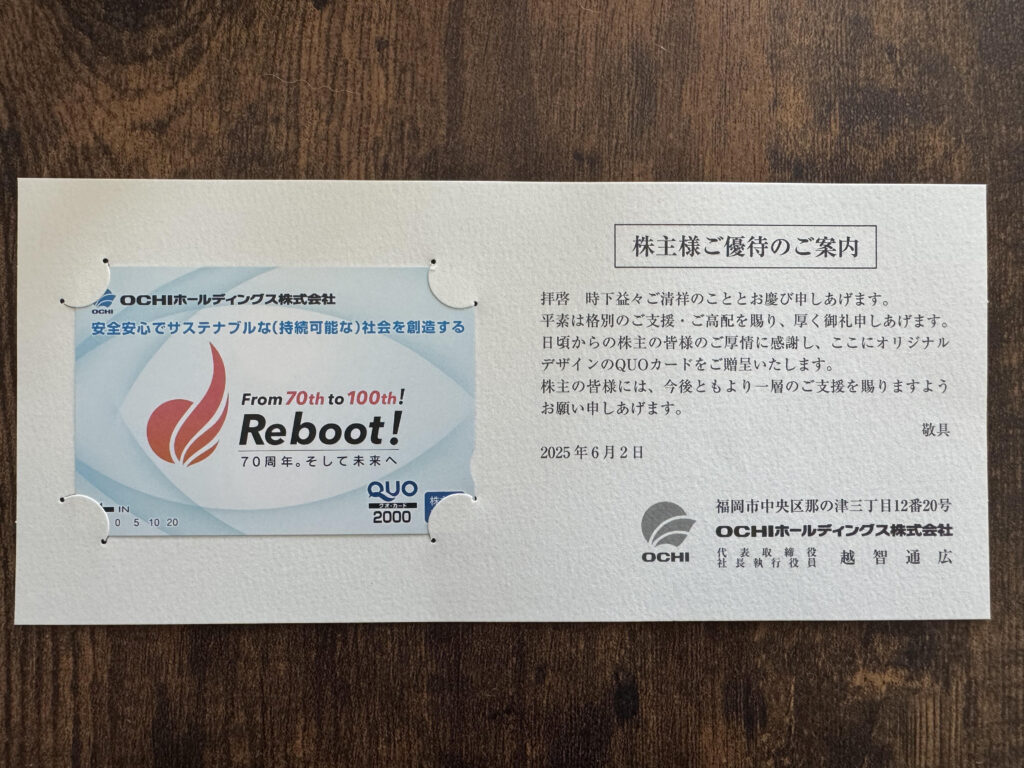 OCHI
OCHIホールディングス株式会社
安全安心でサステナブルな(持続可能な)社会を創造する
From 70th to 100th!
Reboot!
70周年。そして未来へ
QUO
クオ・カード
2000
IN
0 5 10 20
株主様ご優待のご案内
拝啓　時下益々ご清祥のこととお慶び申しあげます。
平素は格別のご支援・ご高配を賜り、厚く御礼申しあげます。
日頃からの株主の皆様のご厚情に感謝し、ここにオリジナル
デザインのQUOカードをご贈呈いたします。
株主の皆様には、今後ともより一層のご支援を賜りますよう
お願い申しあげます。
敬具
2025年6月2日
福岡市中央区那の津三丁目12番20号
OCHI
OCHIホールディングス株式会社
代表取締役
社長執行役員
越智通広